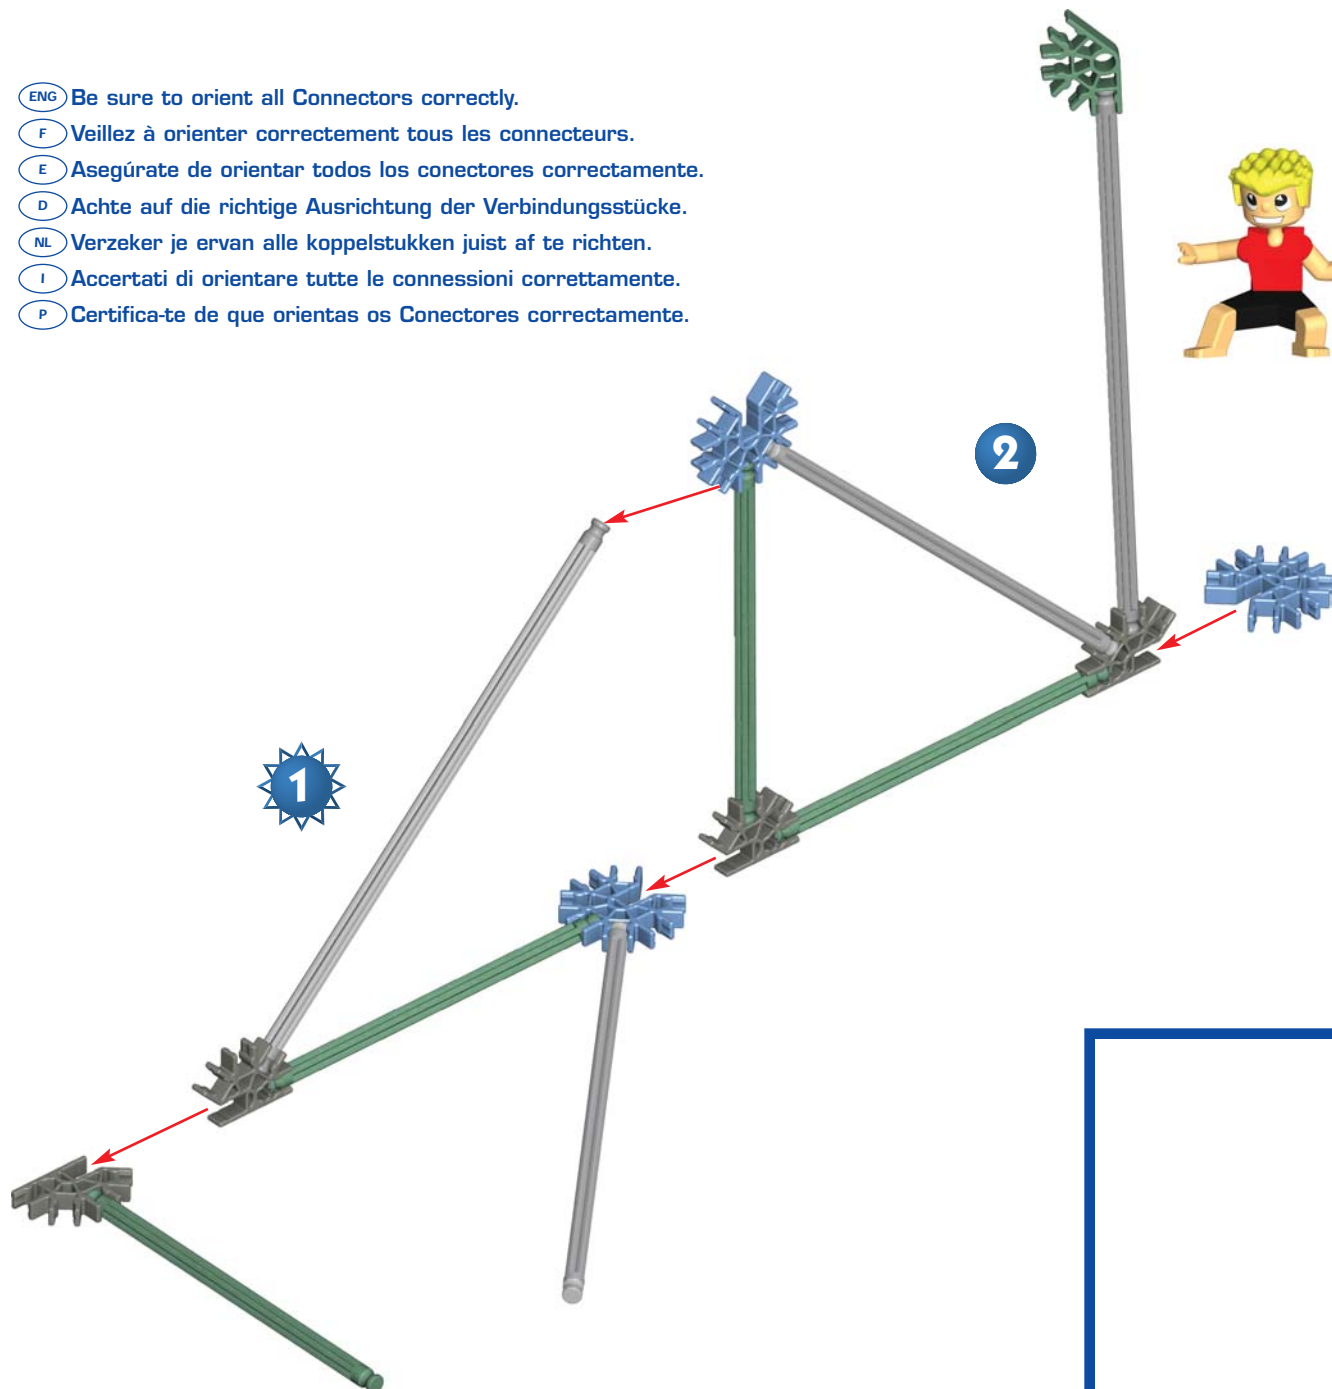 ENG Be sure to orient all Connectors correctly.
F Veillez à orienter correctement tous les connecteurs.
E Asegúrate de orientar todos los conectores correctamente.
D Achte auf die richtige Ausrichtung der Verbindungsstücke.
NL Verzeker je ervan alle koppelstukken juist af te richten.
I Accertati di orientare tutte le connessioni correttamente.
P Certifica-te de que orientas os Conectores correctamente.
2
1